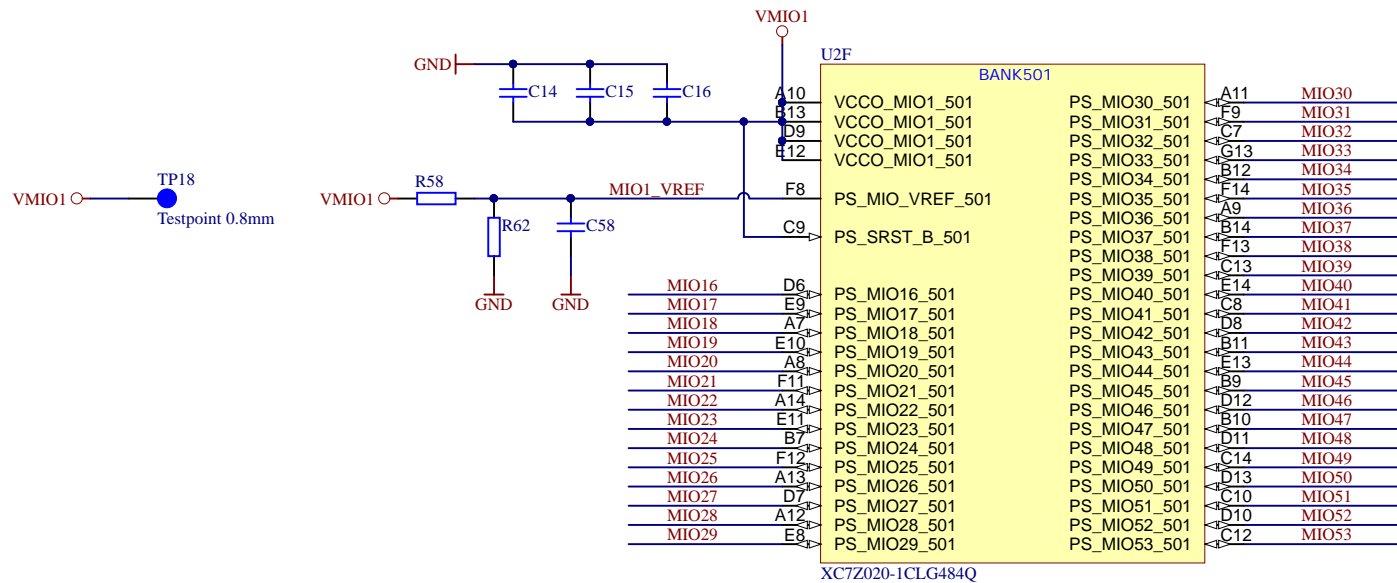 VMIO1
U2F
BANK501
GND
C14
C15
C16
A10 VCCO_MIO1_501
B13 VCCO_MIO1_501
D9 VCCO_MIO1_501
E12 VCCO_MIO1_501
TP18
VMIO1
Testpoint 0.8mm
VMIO1
R58
MIO1_VREF
F8 PS_MIO_VREF_501
R62
C58
C9 PS_SRST_B_501
GND
GND
MIO16 D6 PS_MIO16_501
MIO17 E9 PS_MIO17_501
MIO18 A7 PS_MIO18_501
MIO19 E10 PS_MIO19_501
MIO20 A8 PS_MIO20_501
MIO21 F11 PS_MIO21_501
MIO22 A14 PS_MIO22_501
MIO23 E11 PS_MIO23_501
MIO24 B7 PS_MIO24_501
MIO25 F12 PS_MIO25_501
MIO26 A13 PS_MIO26_501
MIO27 D7 PS_MIO27_501
MIO28 A12 PS_MIO28_501
MIO29 E8 PS_MIO29_501
PS_MIO30_501 A11 MIO30
PS_MIO31_501 F9 MIO31
PS_MIO32_501 C7 MIO32
PS_MIO33_501 G13 MIO33
PS_MIO34_501 B12 MIO34
PS_MIO35_501 F14 MIO35
PS_MIO36_501 A9 MIO36
PS_MIO37_501 B14 MIO37
PS_MIO38_501 F13 MIO38
PS_MIO39_501 C13 MIO39
PS_MIO40_501 E14 MIO40
PS_MIO41_501 C8 MIO41
PS_MIO42_501 D8 MIO42
PS_MIO43_501 B11 MIO43
PS_MIO44_501 E13 MIO44
PS_MIO45_501 B9 MIO45
PS_MIO46_501 D12 MIO46
PS_MIO47_501 B10 MIO47
PS_MIO48_501 D11 MIO48
PS_MIO49_501 C14 MIO49
PS_MIO50_501 D13 MIO50
PS_MIO51_501 C10 MIO51
PS_MIO52_501 D10 MIO52
PS_MIO53_501 C12 MIO53
XC7Z020-1CLG484Q